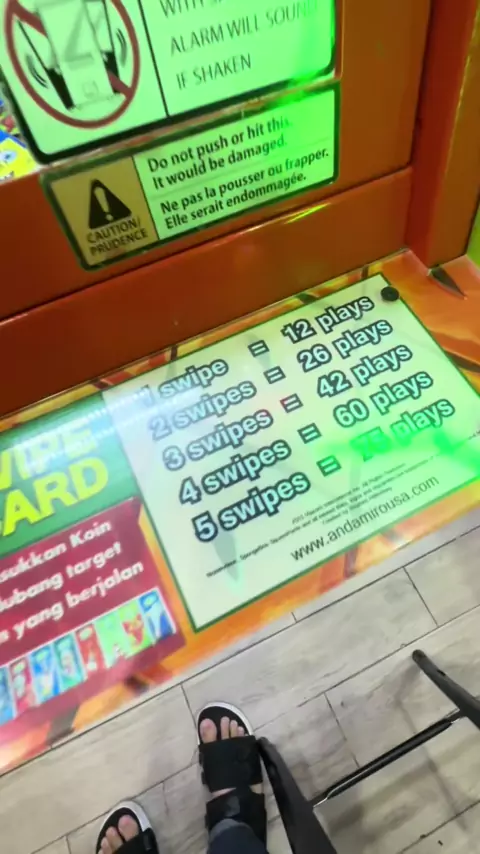 ALARM WILL SOUND
IF SHAKEN
Do not push or hit this.
It would be damaged.
Ne pas la pousser ou frapper.
Elle serait endommagée.
CAUTION/
PRUDENCE
1 swipe = 12 plays
2 swipes = 26 plays
3 swipes = 42 plays
4 swipes = 60 plays
5 swipes = plays
www.andamirousa.com
Koin
lubang target
yang berjalan